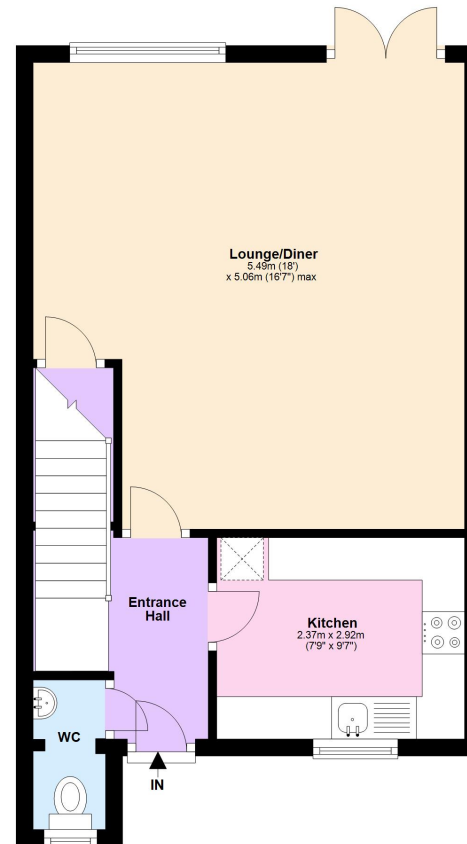 Lounge/Diner
5.49m (18')
x 5.06m (16'7") max
Entrance
Hall
Kitchen
2.37m x 2.92m
(7'9" x 9'7")
WC
IN